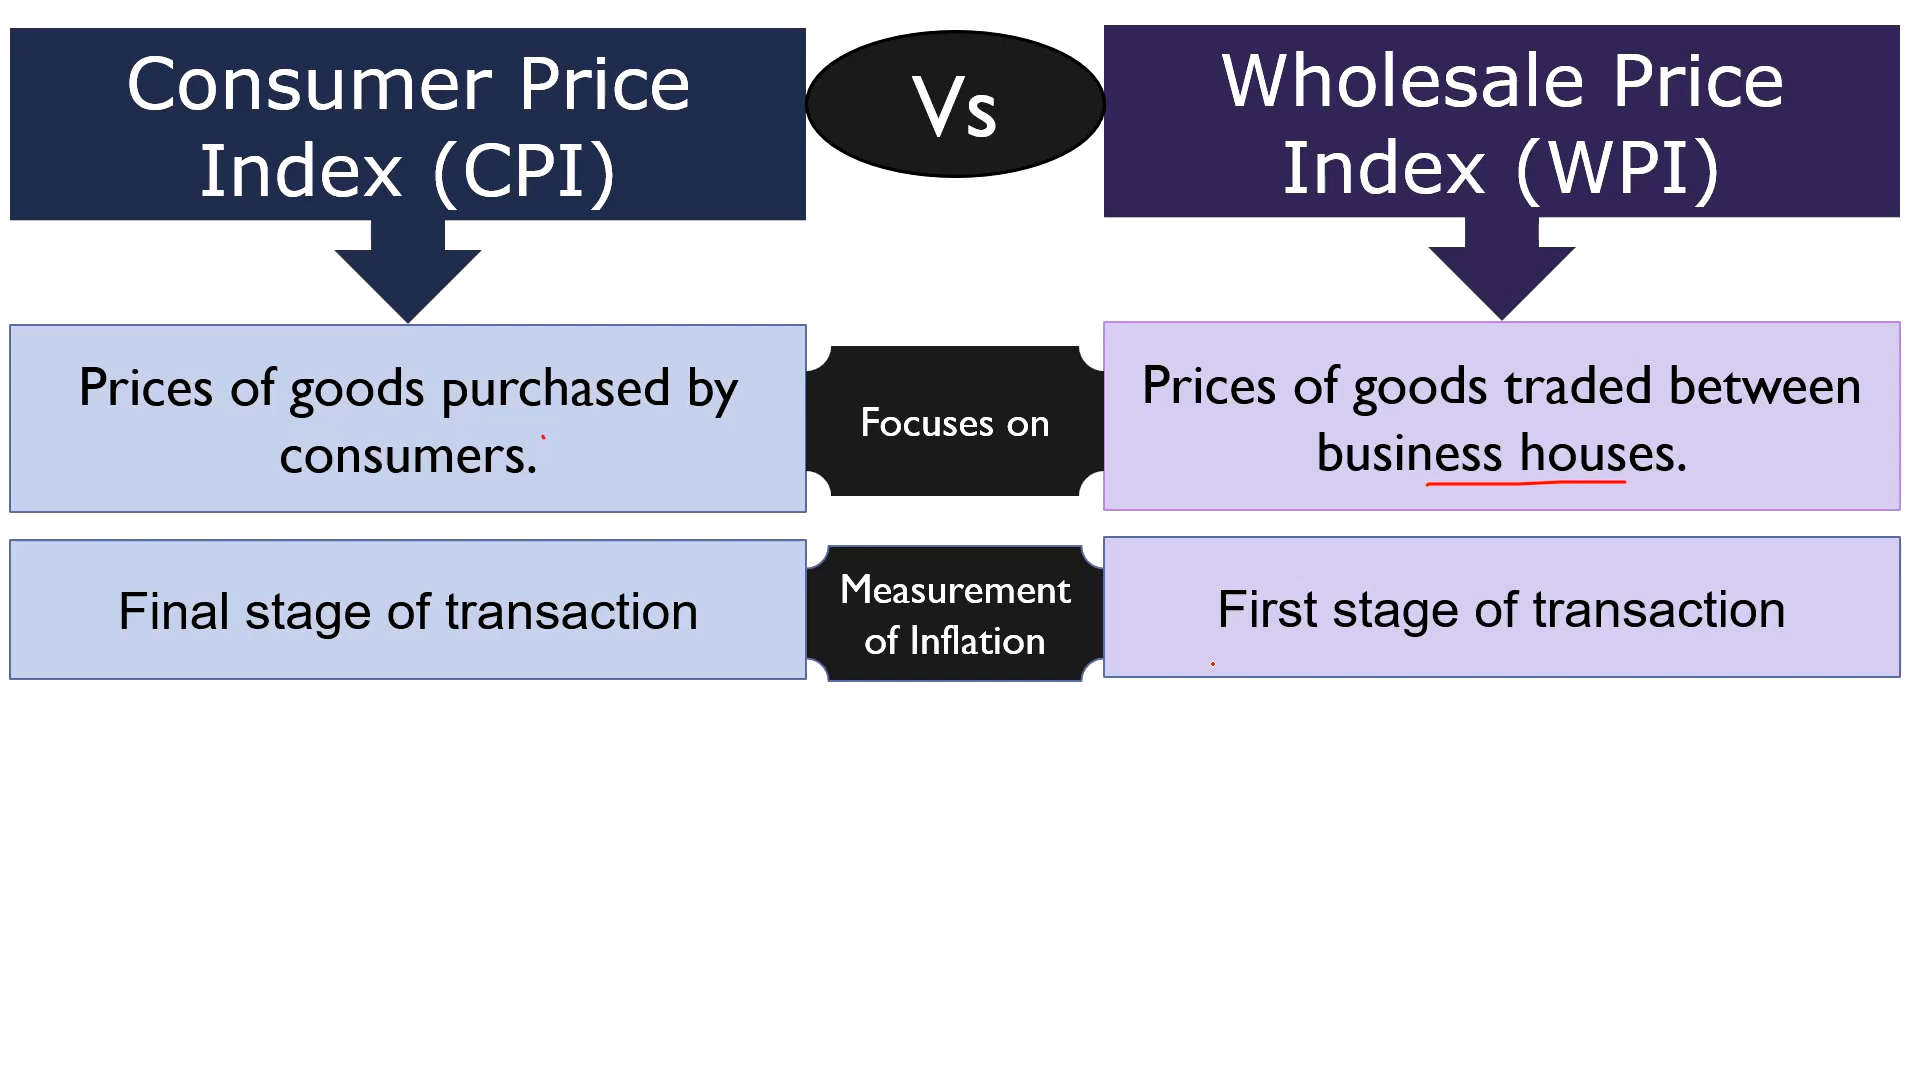 Consumer Price
Index (CPI)
Vs
Wholesale Price
Index (WPI)
Prices of goods purchased by
consumers.
Focuses on
Prices of goods traded between
business houses.
Final stage of transaction
Measurement
of Inflation
First stage of transaction